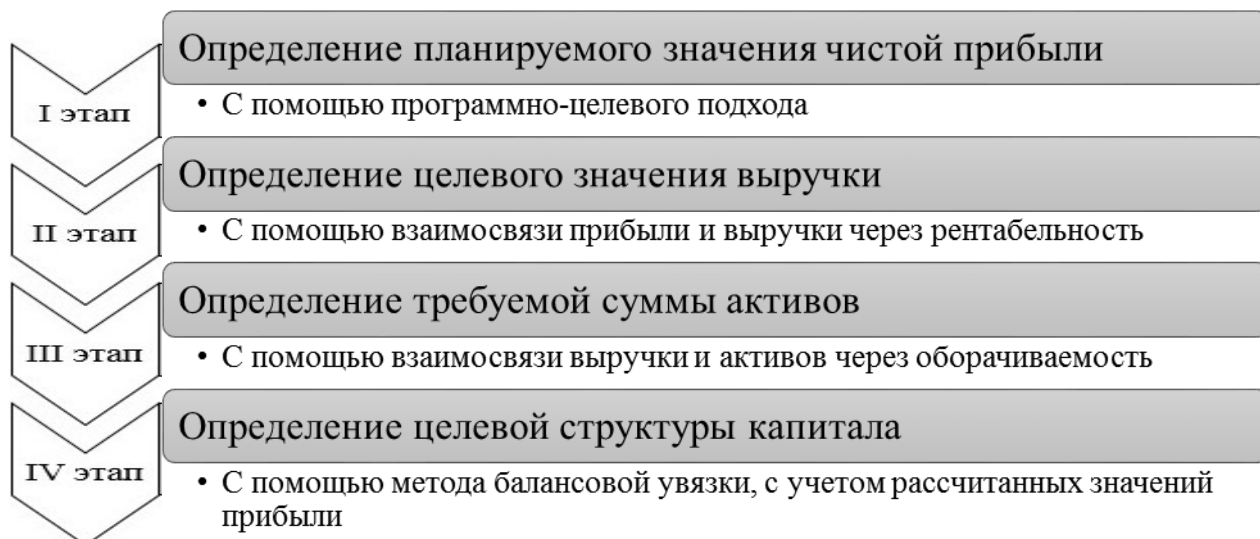 Определение планируемого значения чистой прибыли
I этап
• С помощью программно-целевого подхода
Определение целевого значения выручки
II этап
• С помощью взаимосвязи прибыли и выручки через рентабельность
Определение требуемой суммы активов
III этап
• С помощью взаимосвязи выручки и активов через оборачиваемость
Определение целевой структуры капитала
IV этап
• С помощью метода балансовой увязки, с учетом рассчитанных значений
прибыли